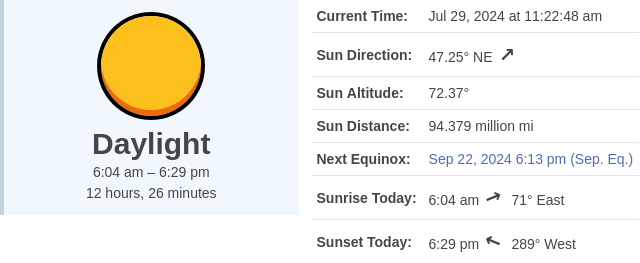 Daylight
6:04 am – 6:29 pm
12 hours, 26 minutes
Current Time: Jul 29, 2024 at 11:22:48 am
Sun Direction: 47.25° NE ↗
Sun Altitude: 72.37°
Sun Distance: 94.379 million mi
Next Equinox: Sep 22, 2024 6:13 pm (Sep. Eq.)
Sunrise Today: 6:04 am 71° East
Sunset Today: 6:29 pm 289° West